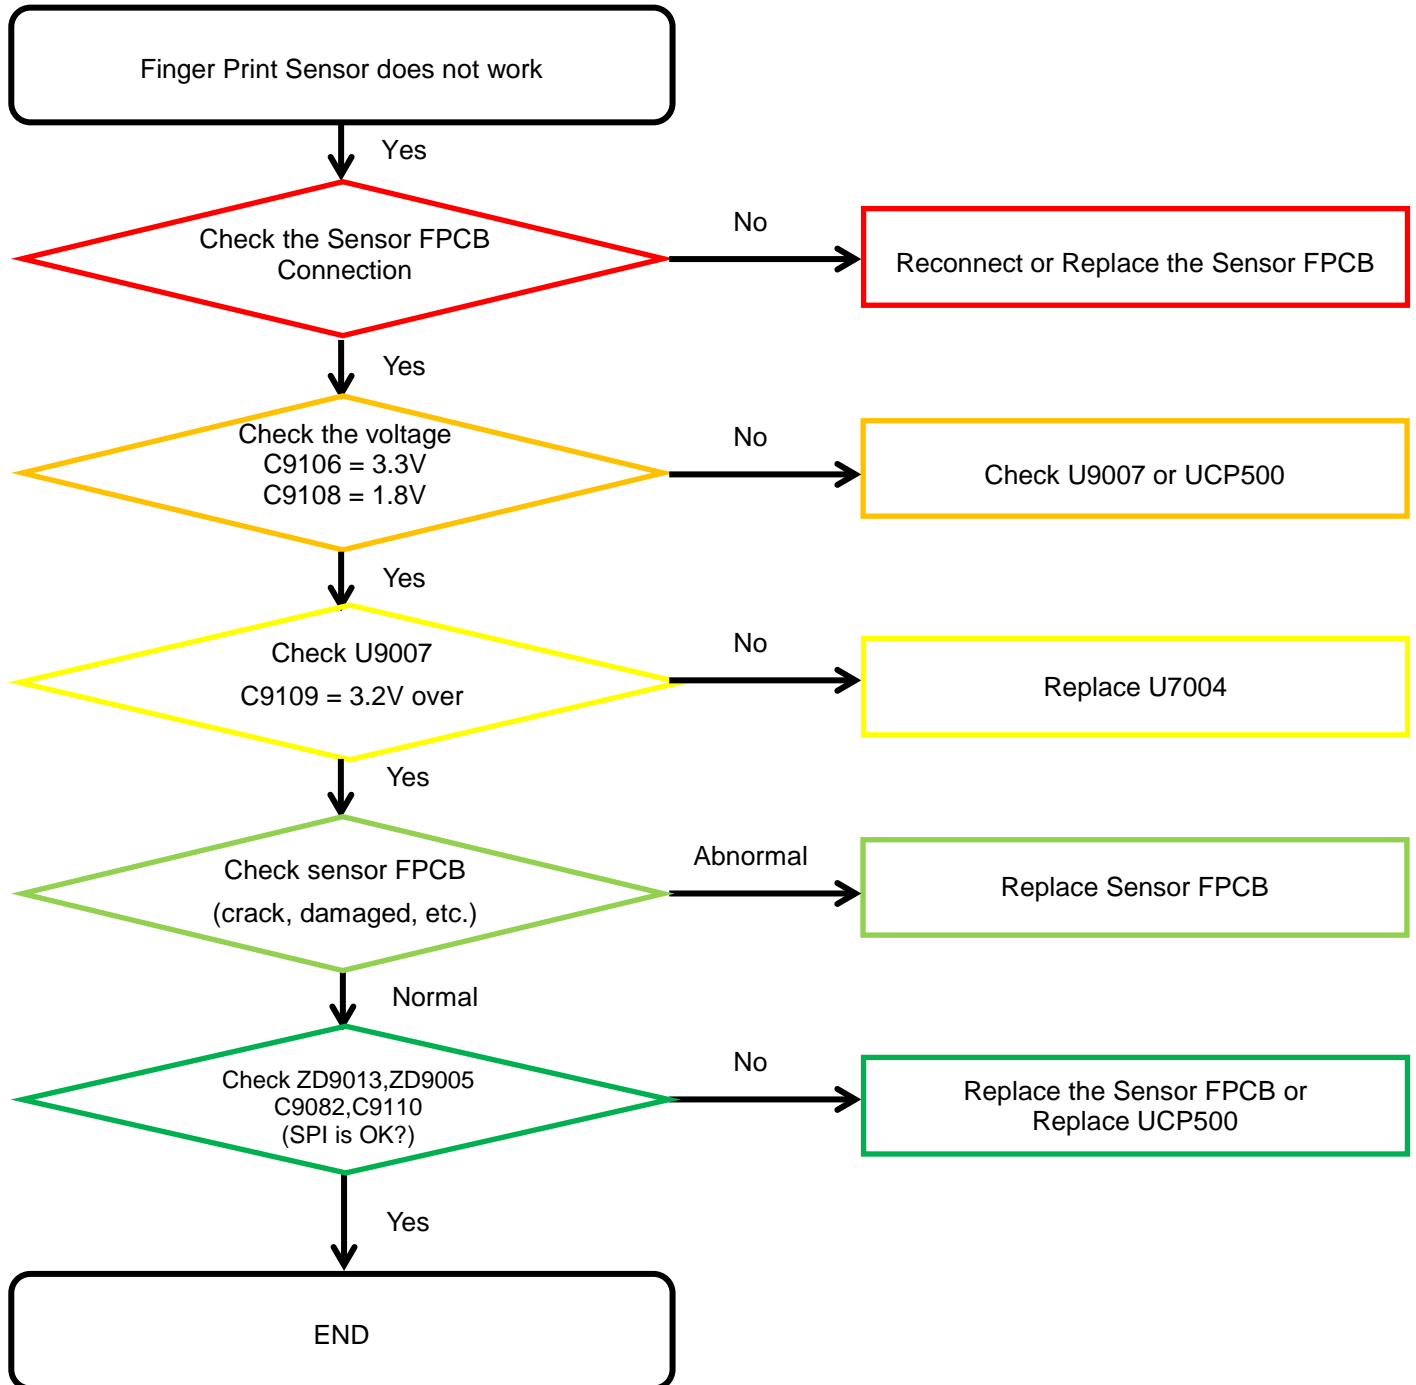 Finger Print Sensor does not work
Yes
Check the Sensor FPCB
Connection
No
Reconnect or Replace the Sensor FPCB
Yes
Check the voltage
C9106 = 3.3V
C9108 = 1.8V
No
Check U9007 or UCP500
Yes
Check U9007
C9109 = 3.2V over
No
Replace U7004
Yes
Check sensor FPCB
(crack, damaged, etc.)
Abnormal
Replace Sensor FPCB
Normal
Check ZD9013,ZD9005
C9082,C9110
(SPI is OK?)
No
Replace the Sensor FPCB or
Replace UCP500
Yes
END